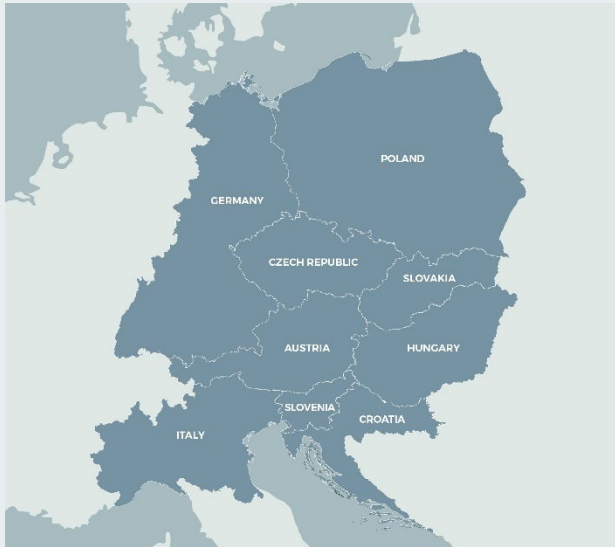 POLAND
GERMANY
CZECH REPUBLIC
SLOVAKIA
AUSTRIA
HUNGARY
SLOVENIA
CROATIA
ITALY